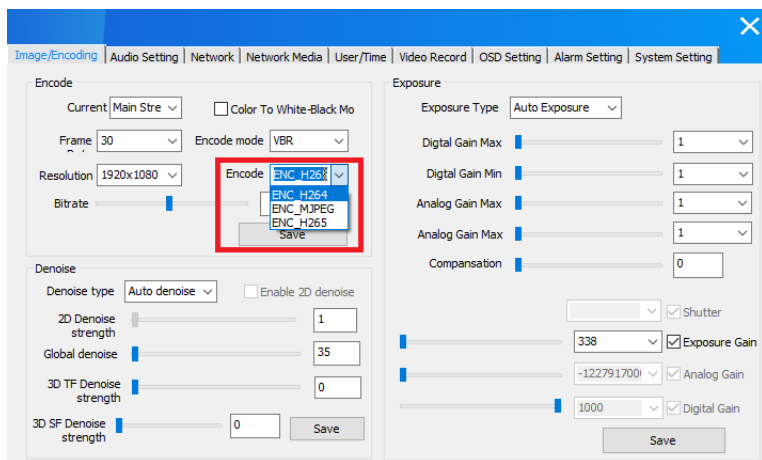 Image/Encoding Audio Setting Network Network Media User/Time Video Record OSD Setting Alarm Setting System Setting
Encode
Current Main Stre Color To White-Black Mo
Frame 30 Encode mode VBR
Resolution 1920x1080 Encode ENC_H26
Bitrate
ENC_H264
ENC_MJPEG
ENC_H265
Save
Denoise
Denoise type Auto denoise Enable 2D denoise
2D Denoise
strength 1
Global denoise 35
3D TF Denoise
strength 0
3D SF Denoise
strength 0 Save
Exposure
Exposure Type Auto Exposure
Digtal Gain Max 1
Digtal Gain Min 1
Analog Gain Max 1
Analog Gain Max 1
Compansation 0
Shutter
338 Exposure Gain
-1227917000 Analog Gain
1000 Digital Gain
Save